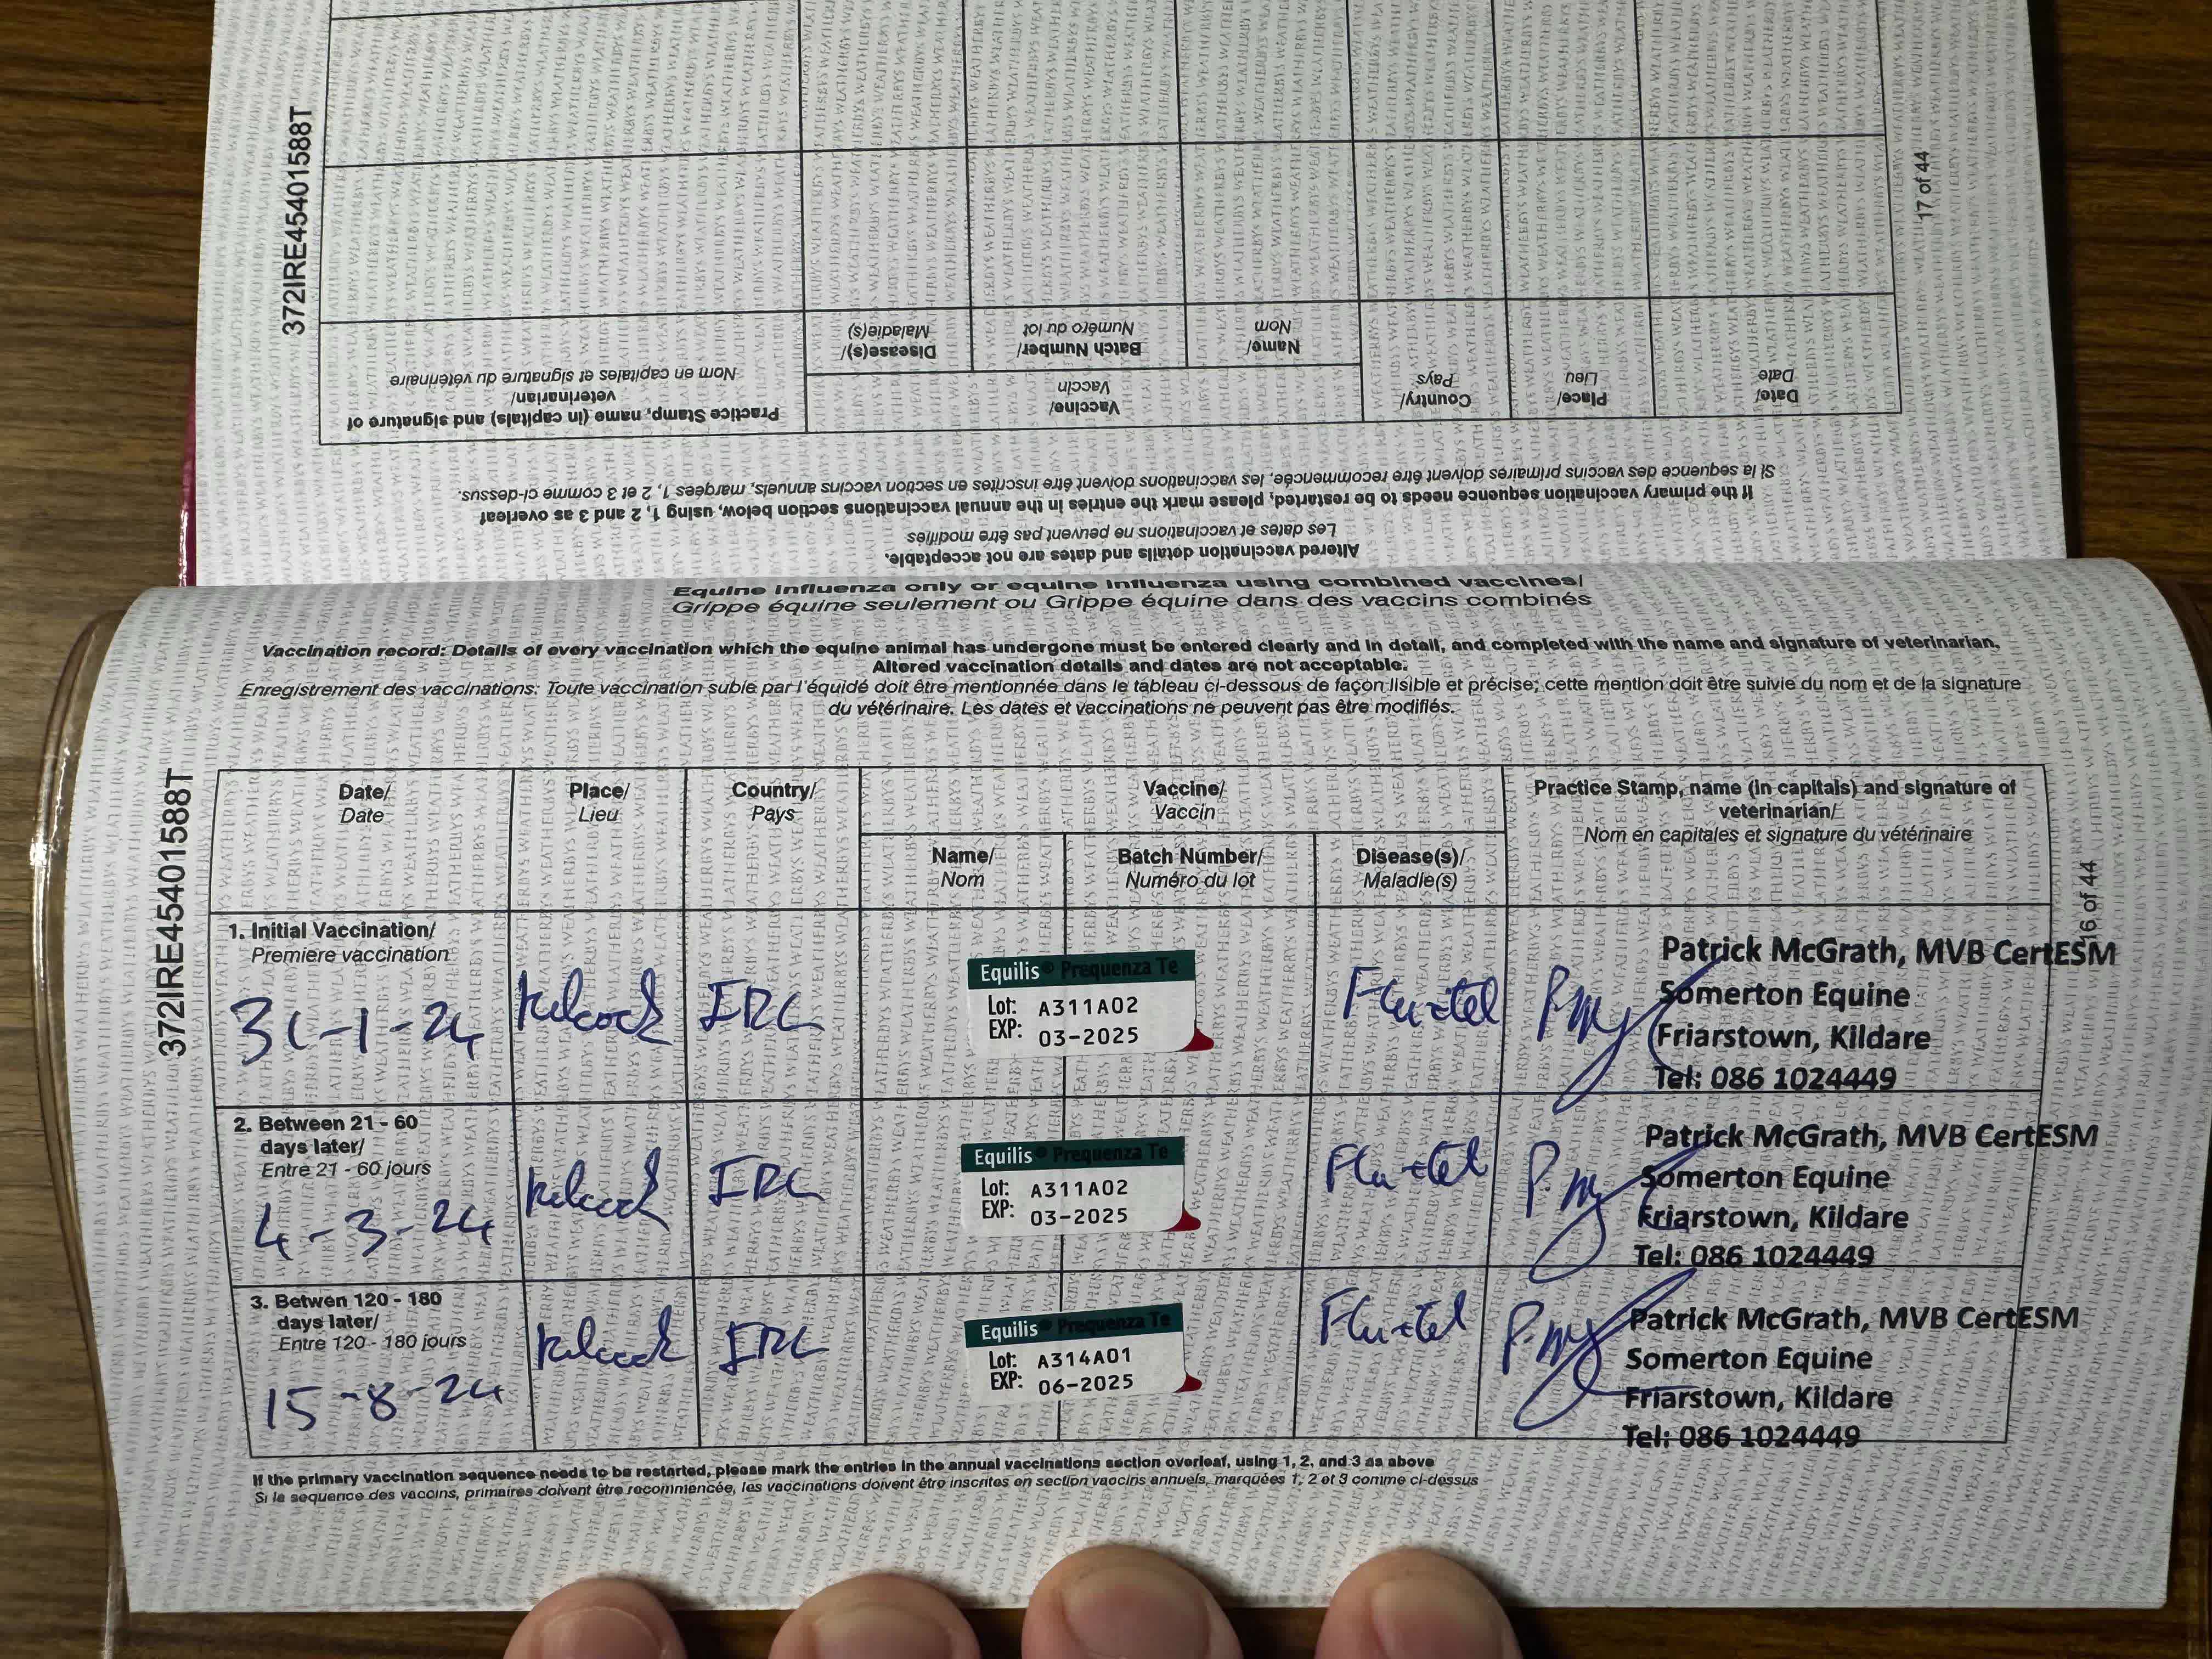 372IRE45401588T
17 of 44
Practice Stamp, name (in capitals) and signature of
veterinarian/
Nom en capitales et signature du vétérinaire
Vaccine/
Vaccin
Disease(s)/
Maladie(s)
Batch Number/
Numéro du lot
Name/
Nom
Country/
Pays
Place/
Lieu
Date/
Date
Si la sequence des vaccins primaires doivent être recommencée, les vaccinations doivent être inscrites en section vaccins annuels, marqées 1, 2 et 3 comme ci-dessus.
If the primary vaccination sequence needs to be restarted, please mark the entries in the annual vaccinations section below, using 1, 2 and 3 as overleaf
Les dates et vaccinations ne peuvent pas être modifiés
Altered vaccination details and dates are not acceptable.
Equine influenza only or equine influenza using combined vaccines/
Grippe équine seulement ou Grippe équine dans des vaccins combinés
Vaccination record: Details of every vaccination which the equine animal has undergone must be entered clearly and in detail, and completed with the name and signature of veterinarian.
Altered vaccination details and dates are not acceptable.
Enregistrement des vaccinations: Toute vaccination subie par l'équidé doit être mentionnée dans le tableau ci-dessous de façon lisible et précise; cette mention doit être suivie du nom et de la signature
du vétérinaire. Les dates et vaccinations ne peuvent pas être modifiés.
372IRE45401588T
16 of 44
Date/
Date
Place/
Lieu
Country/
Pays
Vaccine/
Vaccin
Name/
Nom
Batch Number/
Numéro du lot
Disease(s)/
Maladie(s)
Practice Stamp, name (in capitals) and signature of
veterinarian/
Nom en capitales et signature du vétérinaire
1. Initial Vaccination/
Premiere vaccination
31-1-24
Kilcock
IRE
Equilis® Prequenza Te
Lot: A311A02
EXP: 03-2025
Flu+tet
Patrick McGrath, MVB CertESM
Somerton Equine
Friarstown, Kildare
Tel: 086 1024449
2. Between 21 - 60
days later/
Entre 21 - 60 jours
4-3-24
Kilcock
IRE
Equilis® Prequenza Te
Lot: A311A02
EXP: 03-2025
Flu+tet
Patrick McGrath, MVB CertESM
Somerton Equine
Friarstown, Kildare
Tel: 086 1024449
3. Betwen 120 - 180
days later/
Entre 120 - 180 jours
15-8-24
Kilcock
IRE
Equilis® Prequenza Te
Lot: A314A01
EXP: 06-2025
Flu+tet
Patrick McGrath, MVB CertESM
Somerton Equine
Friarstown, Kildare
Tel: 086 1024449
If the primary vaccination sequence needs to be restarted, please mark the entries in the annual vaccinations section overleaf, using 1, 2, and 3 as above
Si la sequence des vaccins, primaires doivent être recommencée, les vaccinations doivent être inscrites en section vaccins annuels, marquées 1, 2 et 3 comme ci-dessus